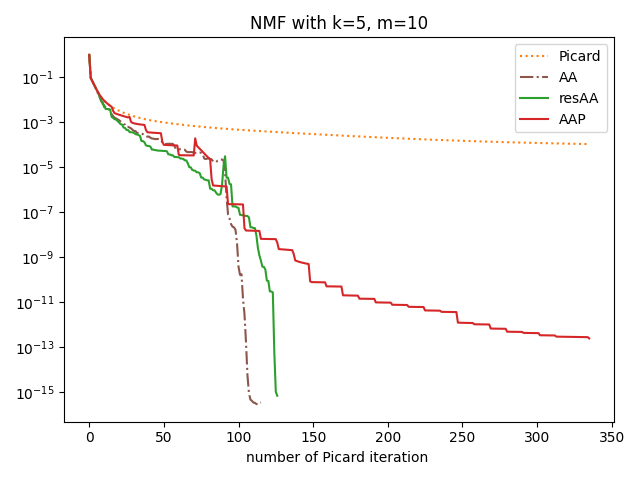 NMF with k=5, m=10
Picard
AA
resAA
AAP
10⁻¹
10⁻³
10⁻⁵
10⁻⁷
10⁻⁹
10⁻¹¹
10⁻¹³
10⁻¹⁵
0 50 100 150 200 250 300 350
number of Picard iteration